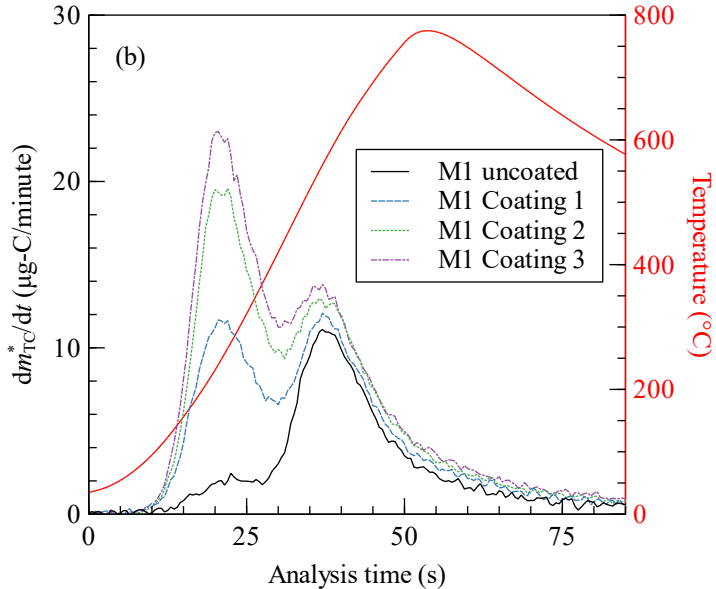 (b)
30
20
10
0
dm*TC/dt (μg-C/minute)
0
25
50
75
Analysis time (s)
800
600
400
200
0
Temperature (°C)
M1 uncoated
M1 Coating 1
M1 Coating 2
M1 Coating 3